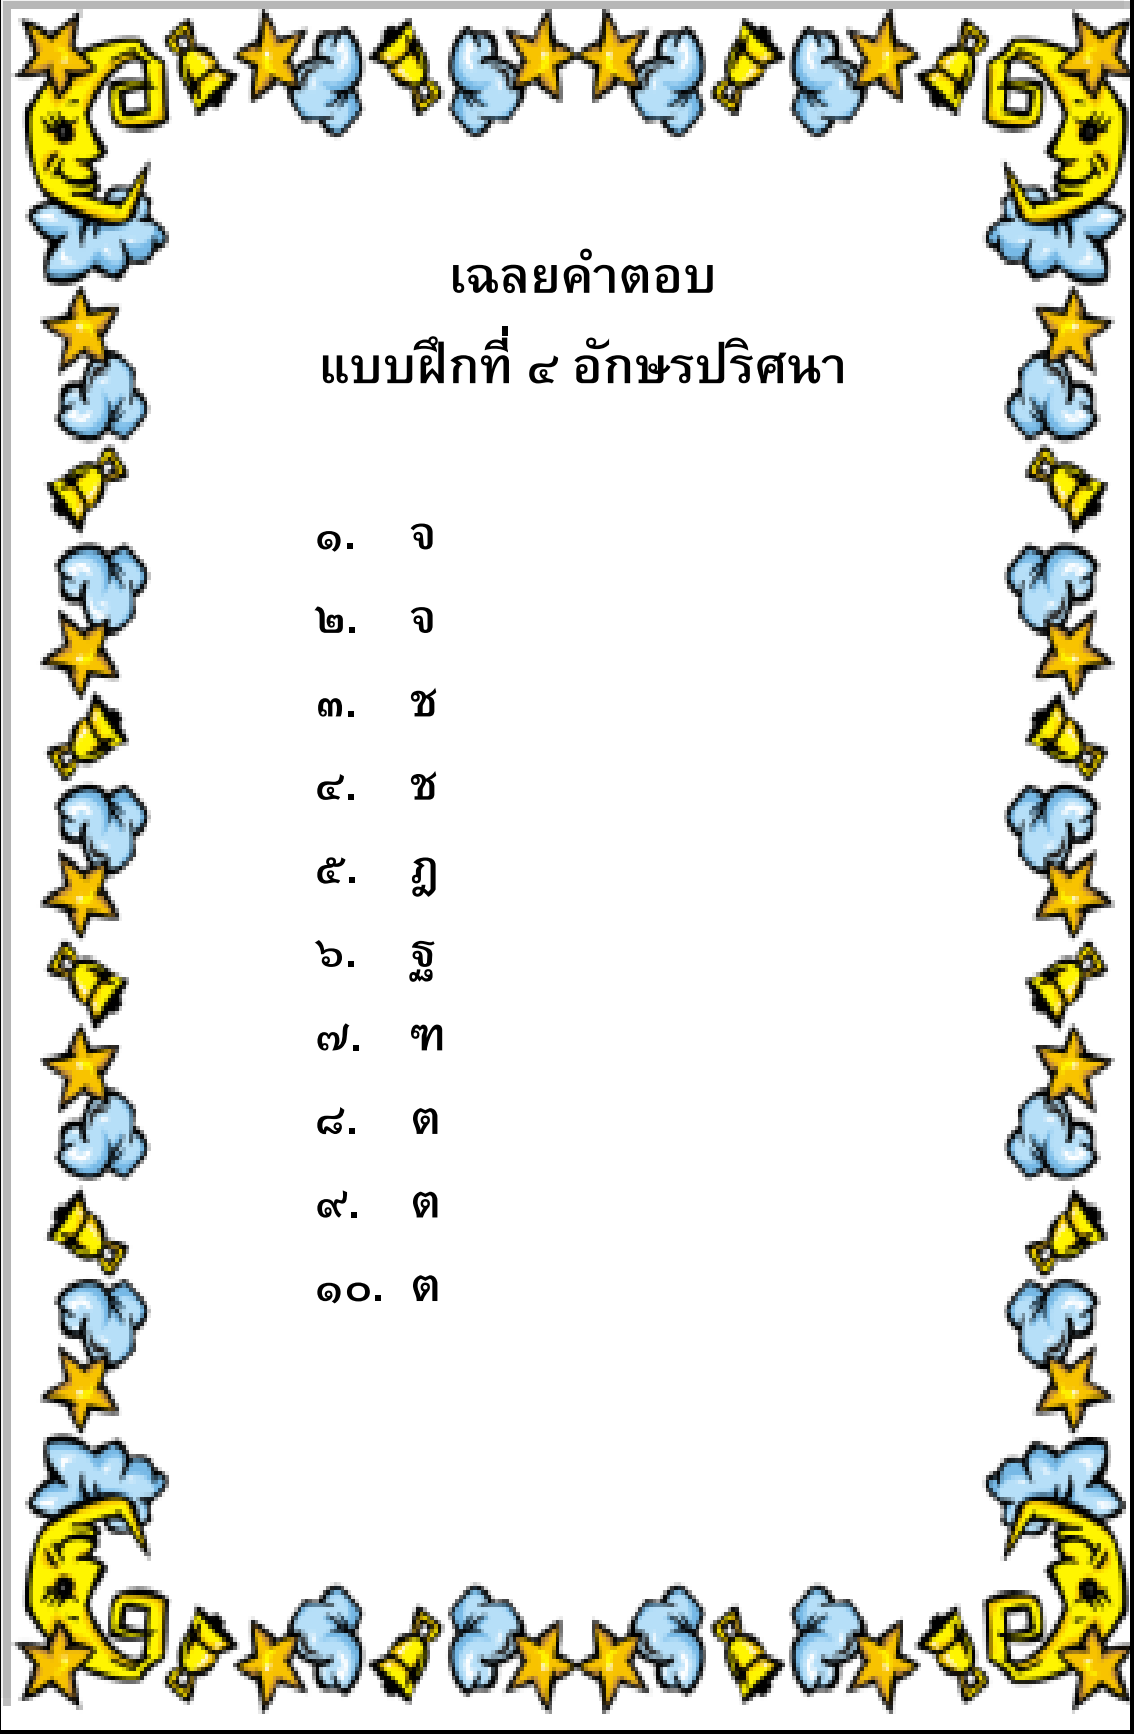 เฉลยคำตอบ
แบบฝึกที่ ๔ อักษรปริศนา
๑. จ
๒. จ
๓. ช
๔. ช
๕. ฎ
๖. ฐ
๗. ฑ
๘. ต
๙. ต
๑๐. ต